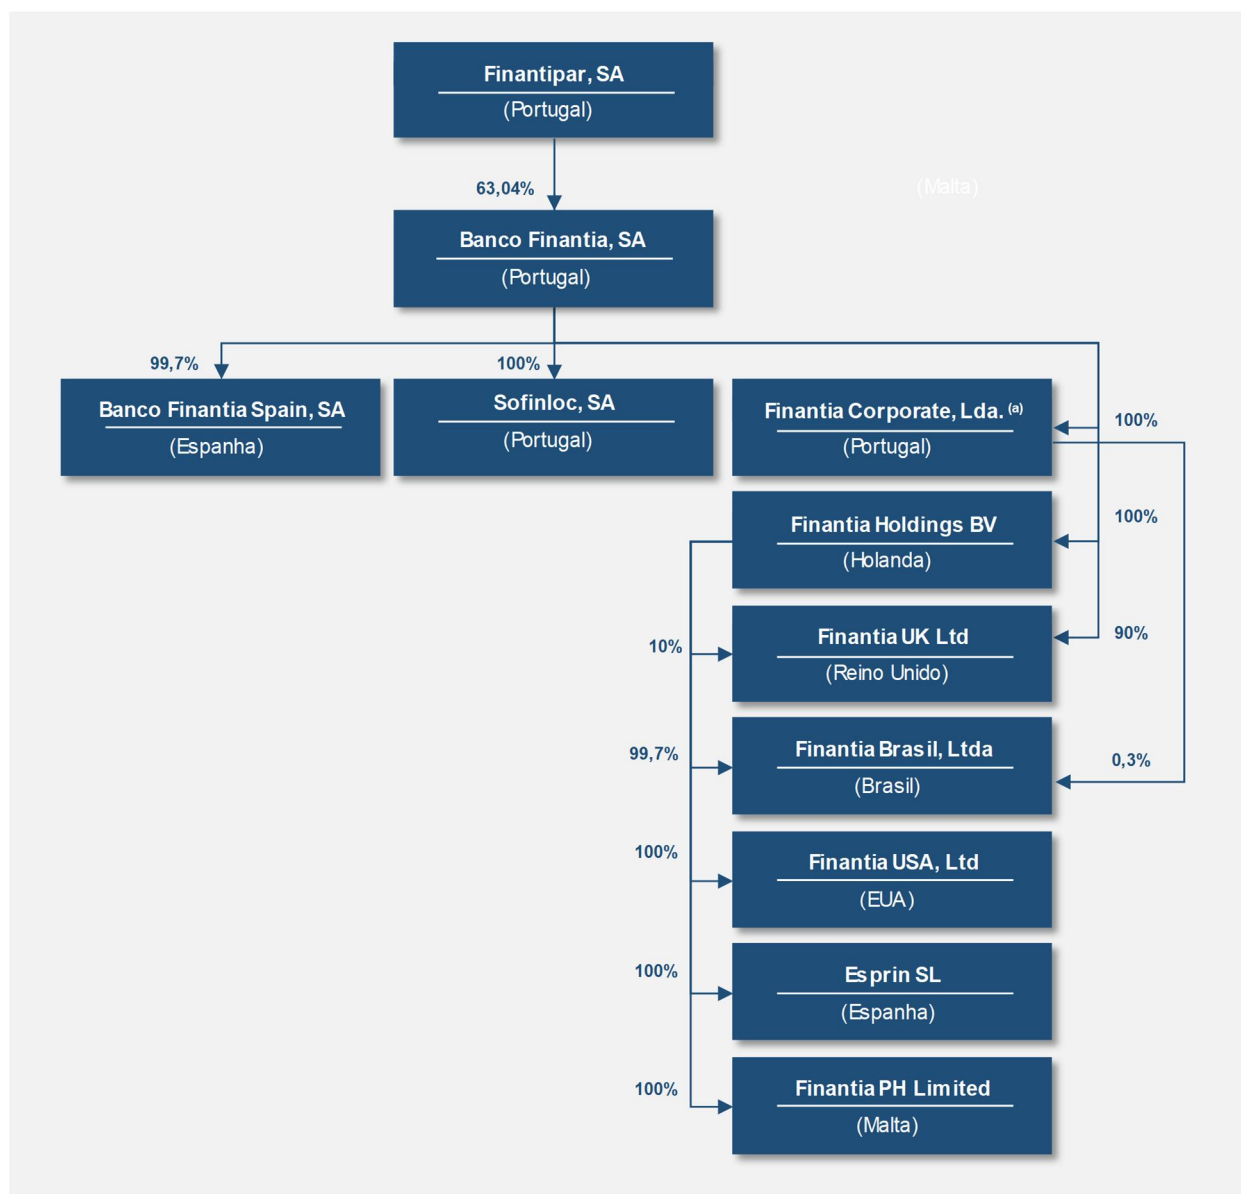 Finantipar, SA
(Portugal)
63,04%
(Malta)
Banco Finantia, SA
(Portugal)
99,7%
100%
Banco Finantia Spain, SA
(Espanha)
Sofinloc, SA
(Portugal)
Finantia Corporate, Lda. (a)
(Portugal)
100%
Finantia Holdings BV
(Holanda)
100%
10%
Finantia UK Ltd
(Reino Unido)
90%
99,7%
Finantia Brasil, Ltda
(Brasil)
0,3%
100%
Finantia USA, Ltd
(EUA)
100%
Esprin SL
(Espanha)
100%
Finantia PH Limited
(Malta)